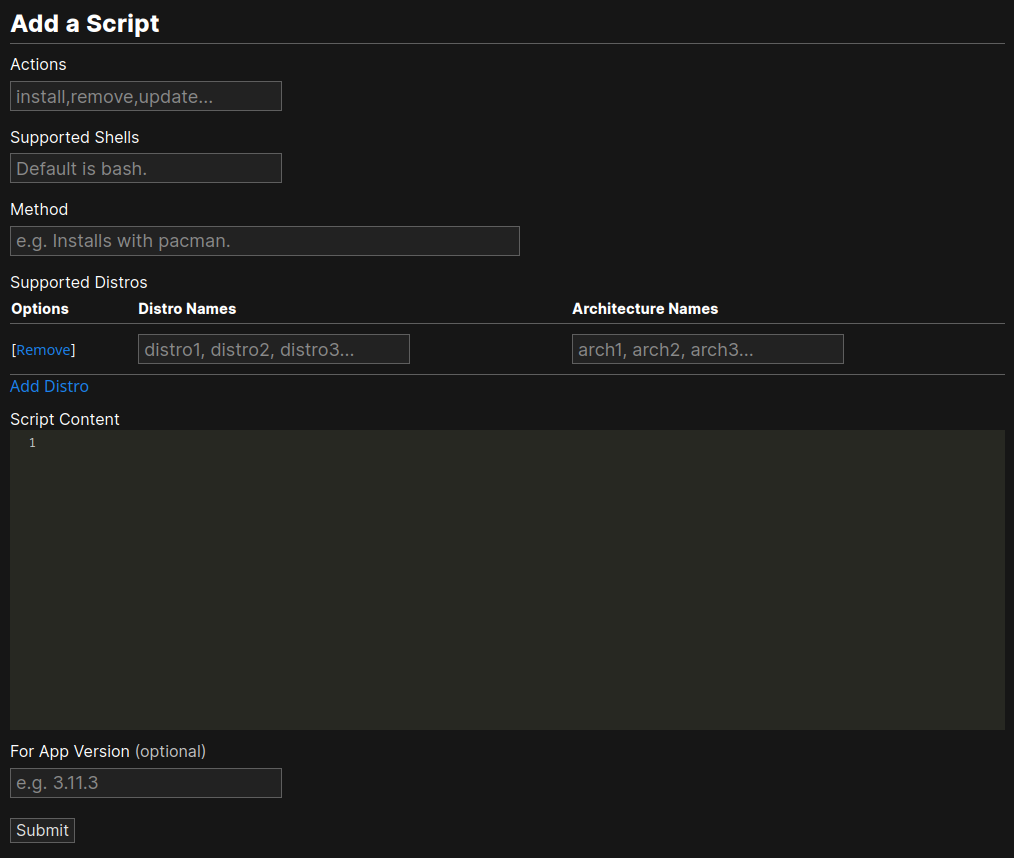 Add a Script
Actions
install,remove,update...
Supported Shells
Default is bash.
Method
e.g. Installs with pacman.
Supported Distros
Options Distro Names Architecture Names
[Remove] distro1, distro2, distro3... arch1, arch2, arch3...
Add Distro
Script Content
1
For App Version (optional)
e.g. 3.11.3
Submit